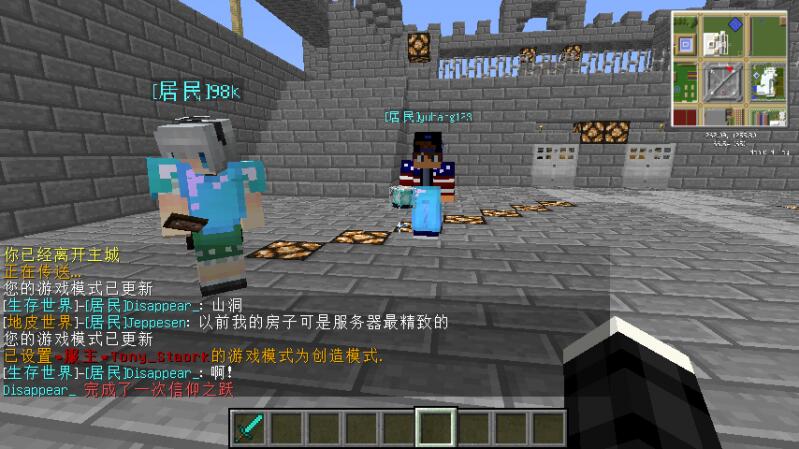 [居民]98k
[居民]yuhang123
你已经离开主城
正在传送...
您的游戏模式已更新
[生存世界]-[居民]Disappear_: 山洞
[地皮世界]-[居民]Jeppesen: 以前我的房子可是服务器最精致的
您的游戏模式已更新
已设置★服主★Tony_Staork的游戏模式为创造模式.
[生存世界]-[居民]Disappear_: 啊!
Disappear_ 完成了一次信仰之跃